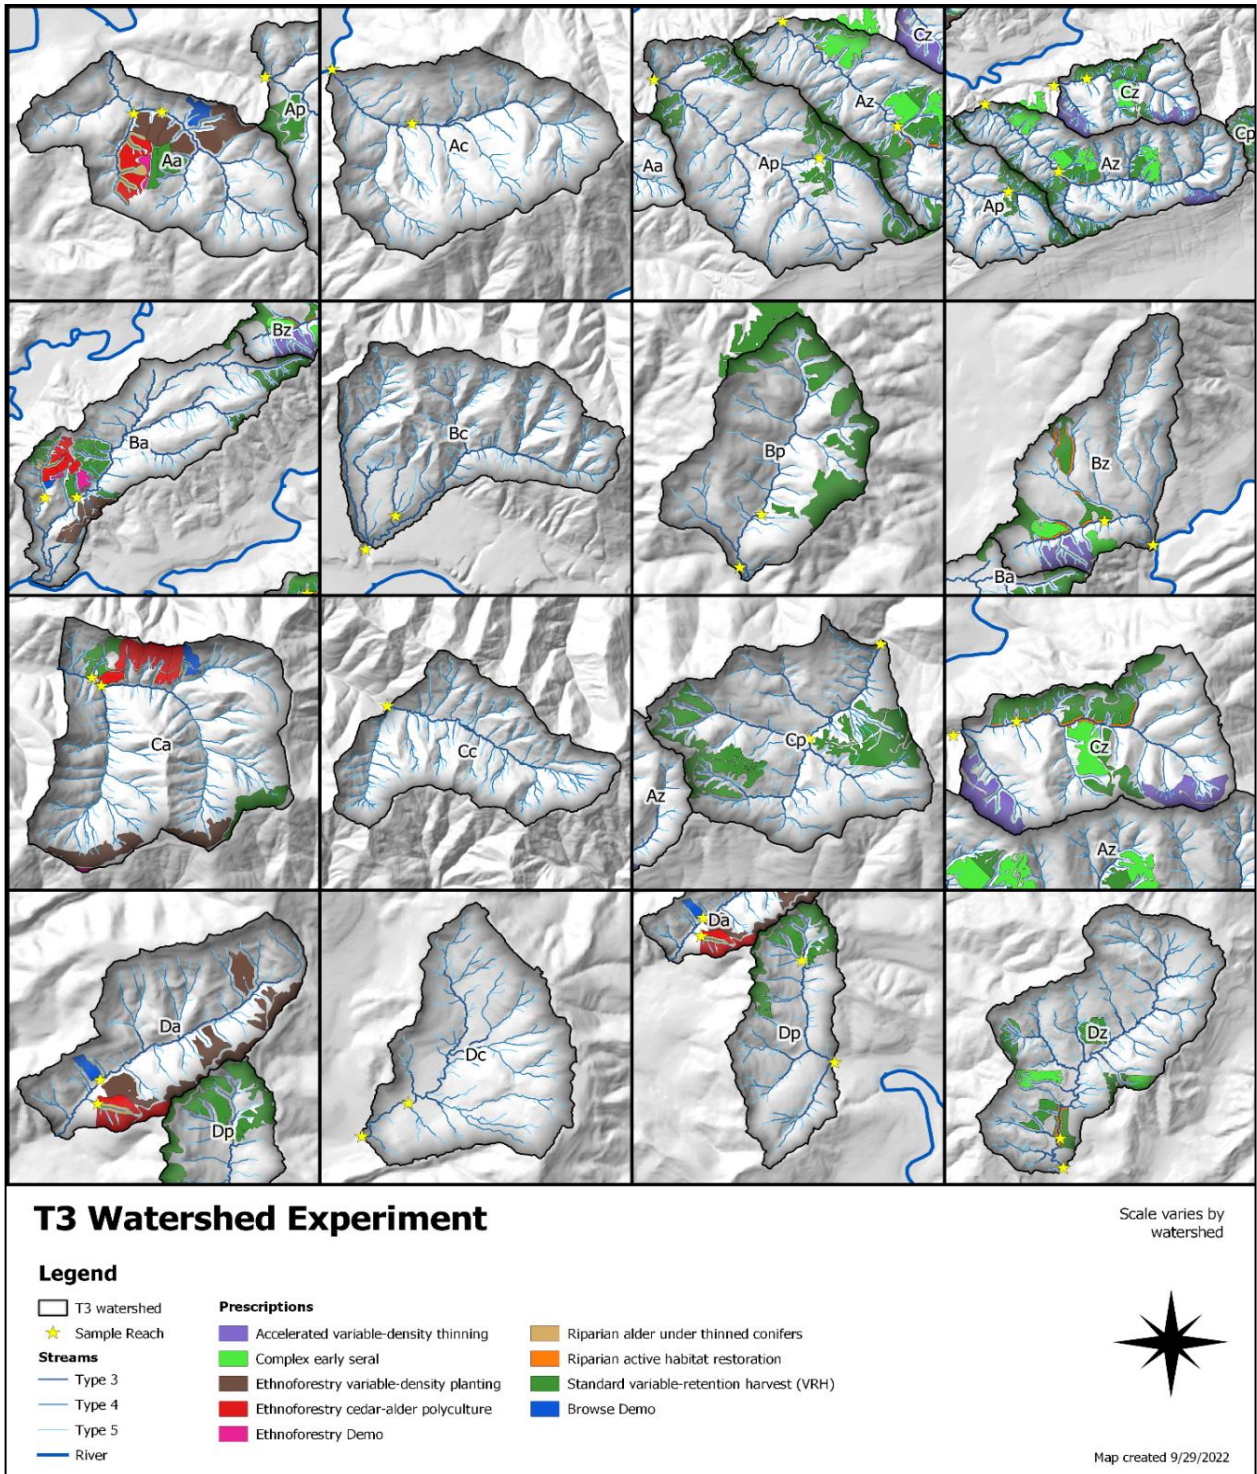 Aa
Ap
Ac
Aa
Ap
Az
Cz
Cz
Az
Ap
Cp
Bz
Ba
Bc
Bp
Bz
Ba
Ca
Cc
Cp
Az
Cz
Az
Da
Dp
Dc
Da
Dp
Dz
T3 Watershed Experiment
Scale varies by
watershed
Legend
T3 watershed
Sample Reach
Streams
Type 3
Type 4
Type 5
River
Prescriptions
Accelerated variable-density thinning
Complex early seral
Ethnoforestry variable-density planting
Ethnoforestry cedar-alder polyculture
Ethnoforestry Demo
Riparian alder under thinned conifers
Riparian active habitat restoration
Standard variable-retention harvest (VRH)
Browse Demo
Map created 9/29/2022